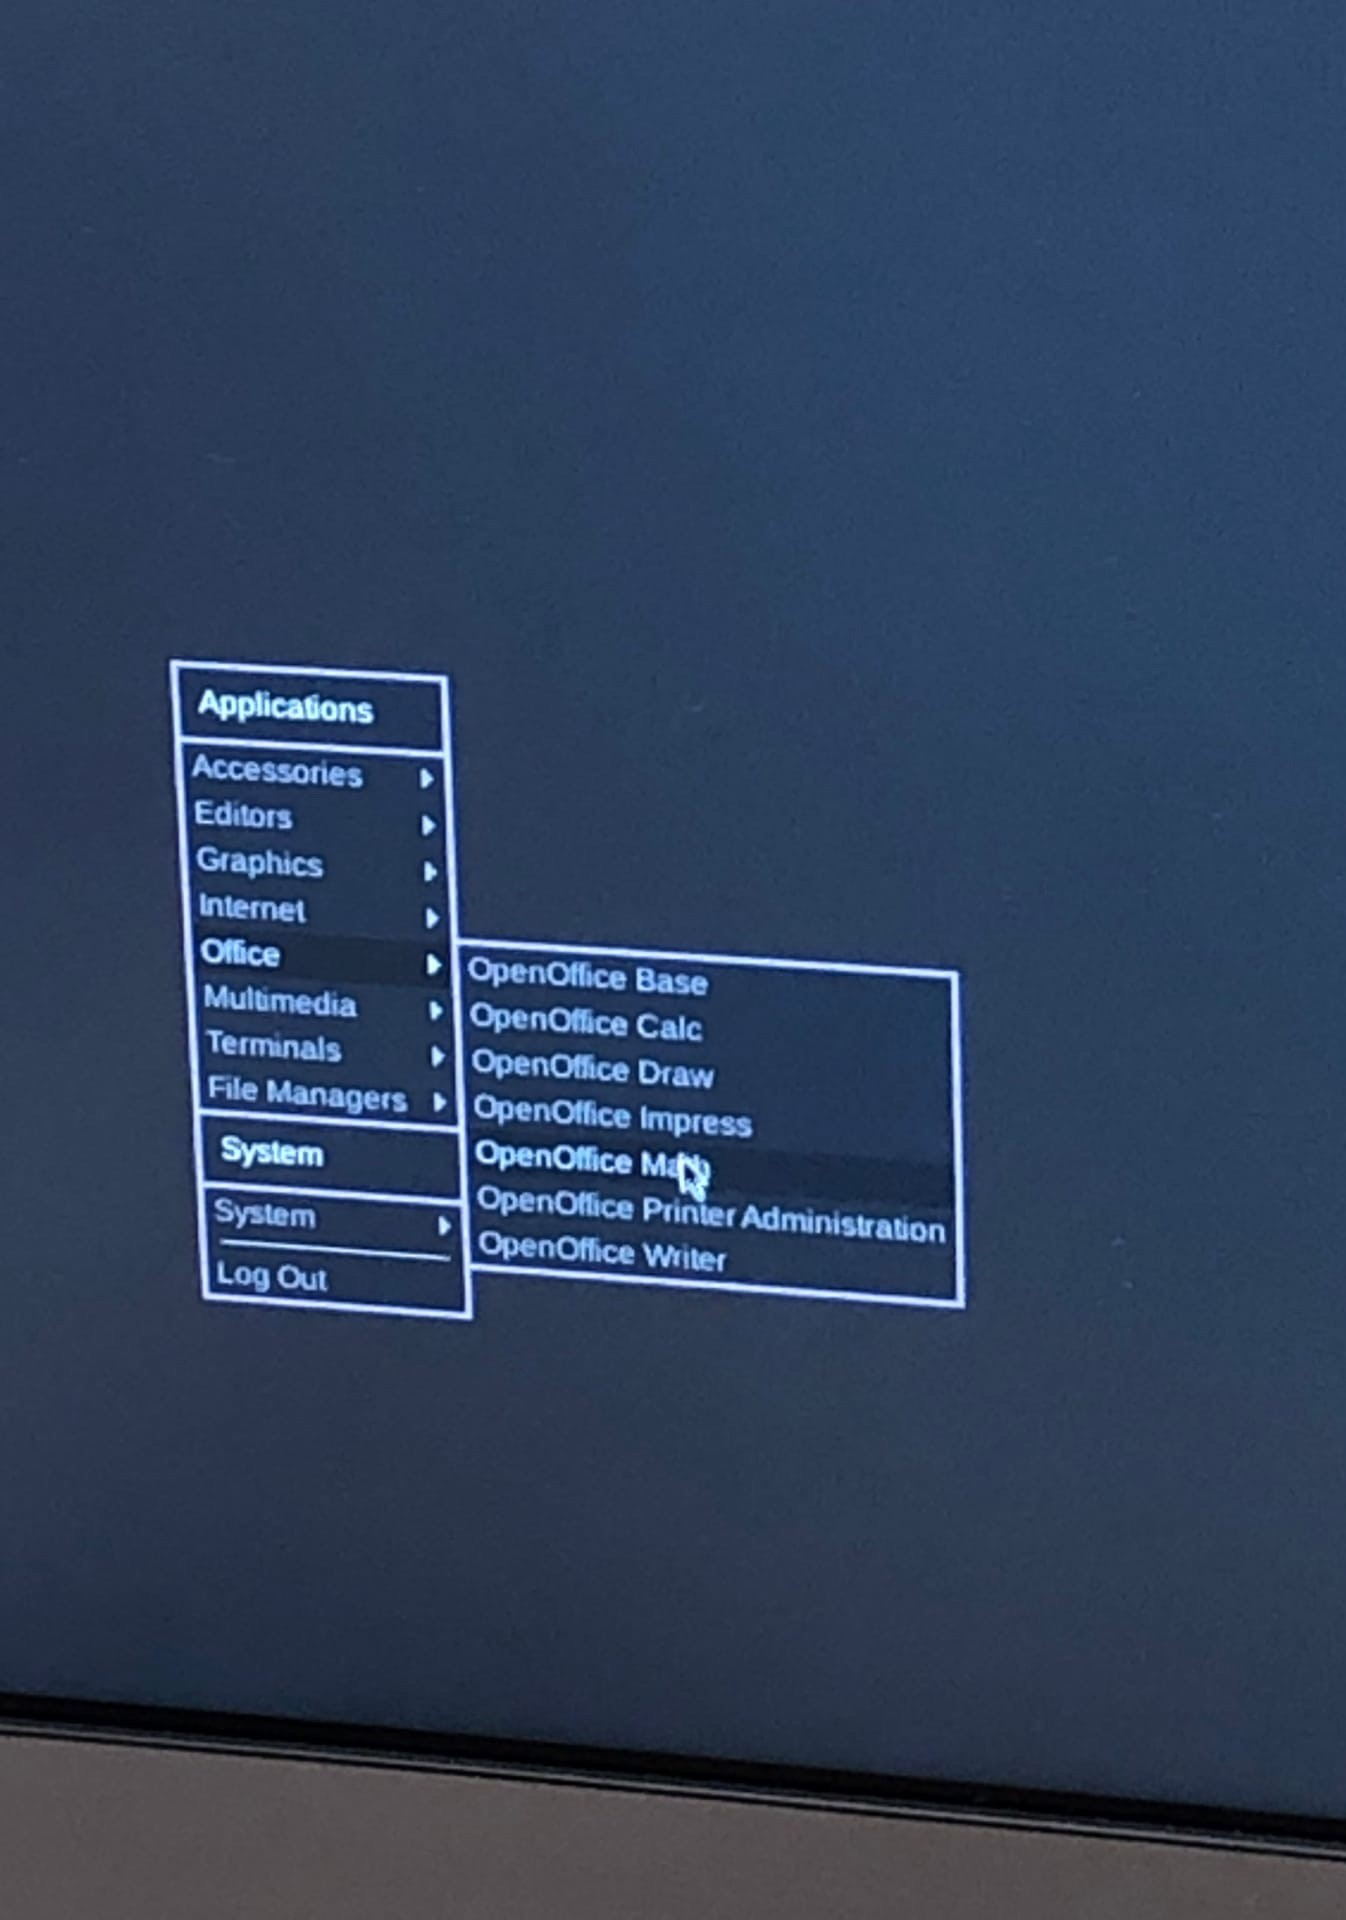 Applications
Accessories
Editors
Graphics
Internet
Office
Multimedia
Terminals
File Managers
System
System
Log Out
OpenOffice Base
OpenOffice Calc
OpenOffice Draw
OpenOffice Impress
OpenOffice Math
OpenOffice Printer Administration
OpenOffice Writer